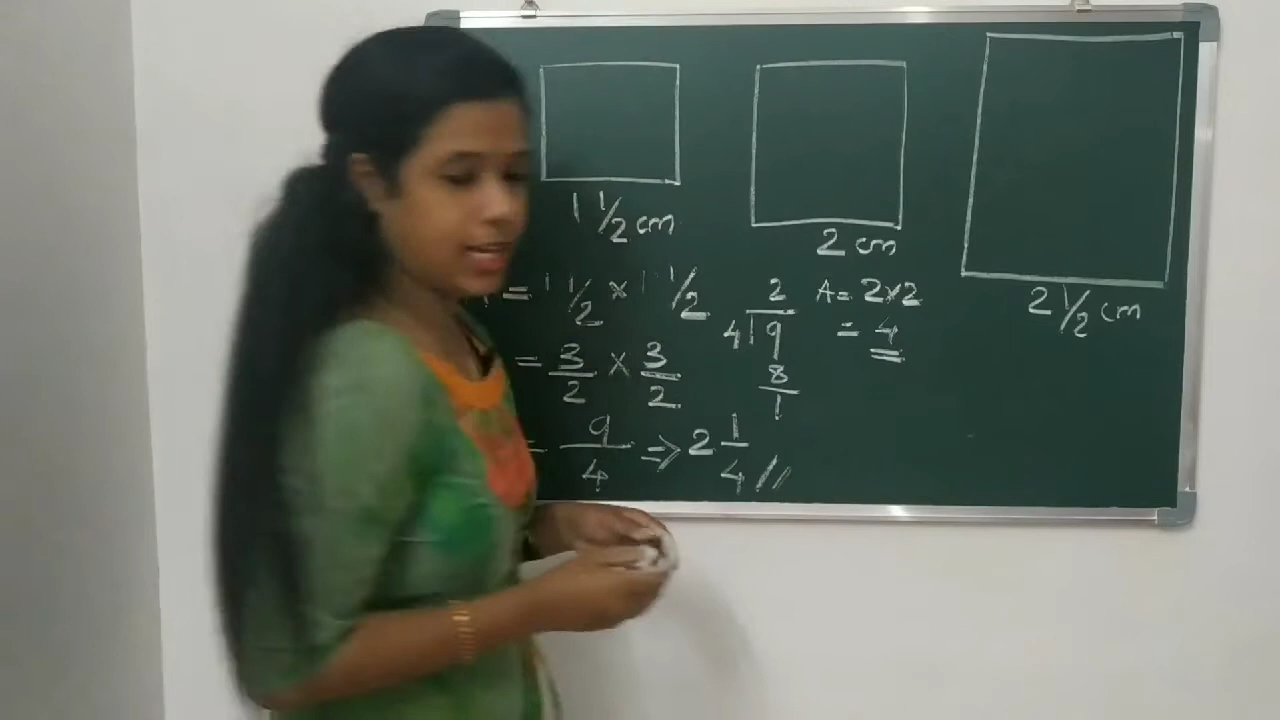 1 1/2 cm
= 1 1/2 × 1 1/2
= 3/2 × 3/2
= 9/4 ⇒ 2 1/4 //
2
4)9
8
1
2 cm
A = 2×2
= 4
2 1/2 cm